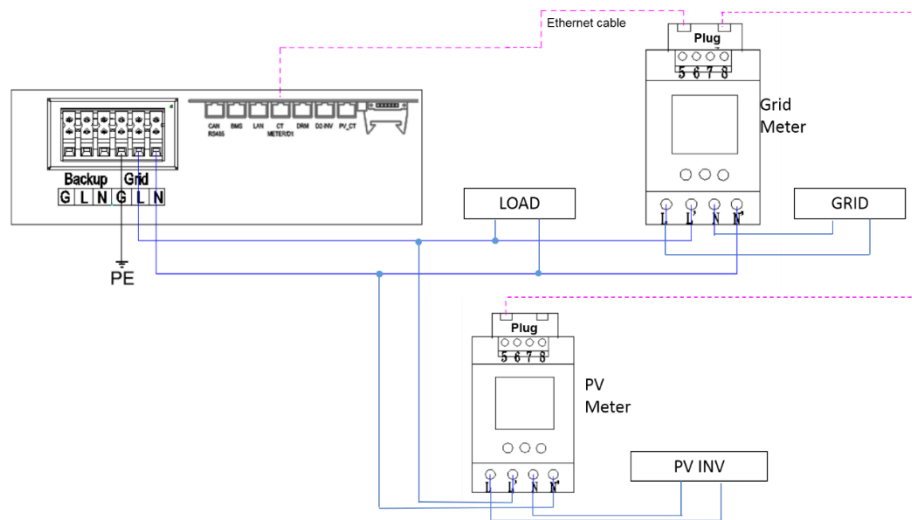 Ethernet cable
Plug
5 6 7 8
Grid
Meter
CAN
RS485
BMS
LAN
CT
METER/D1
DRM
DO INV
PV_CT
Backup Grid
G L N G L N
LOAD
GRID
L L' N N'
PE
Plug
5 6 7 8
PV
Meter
PV INV
L L' N N'